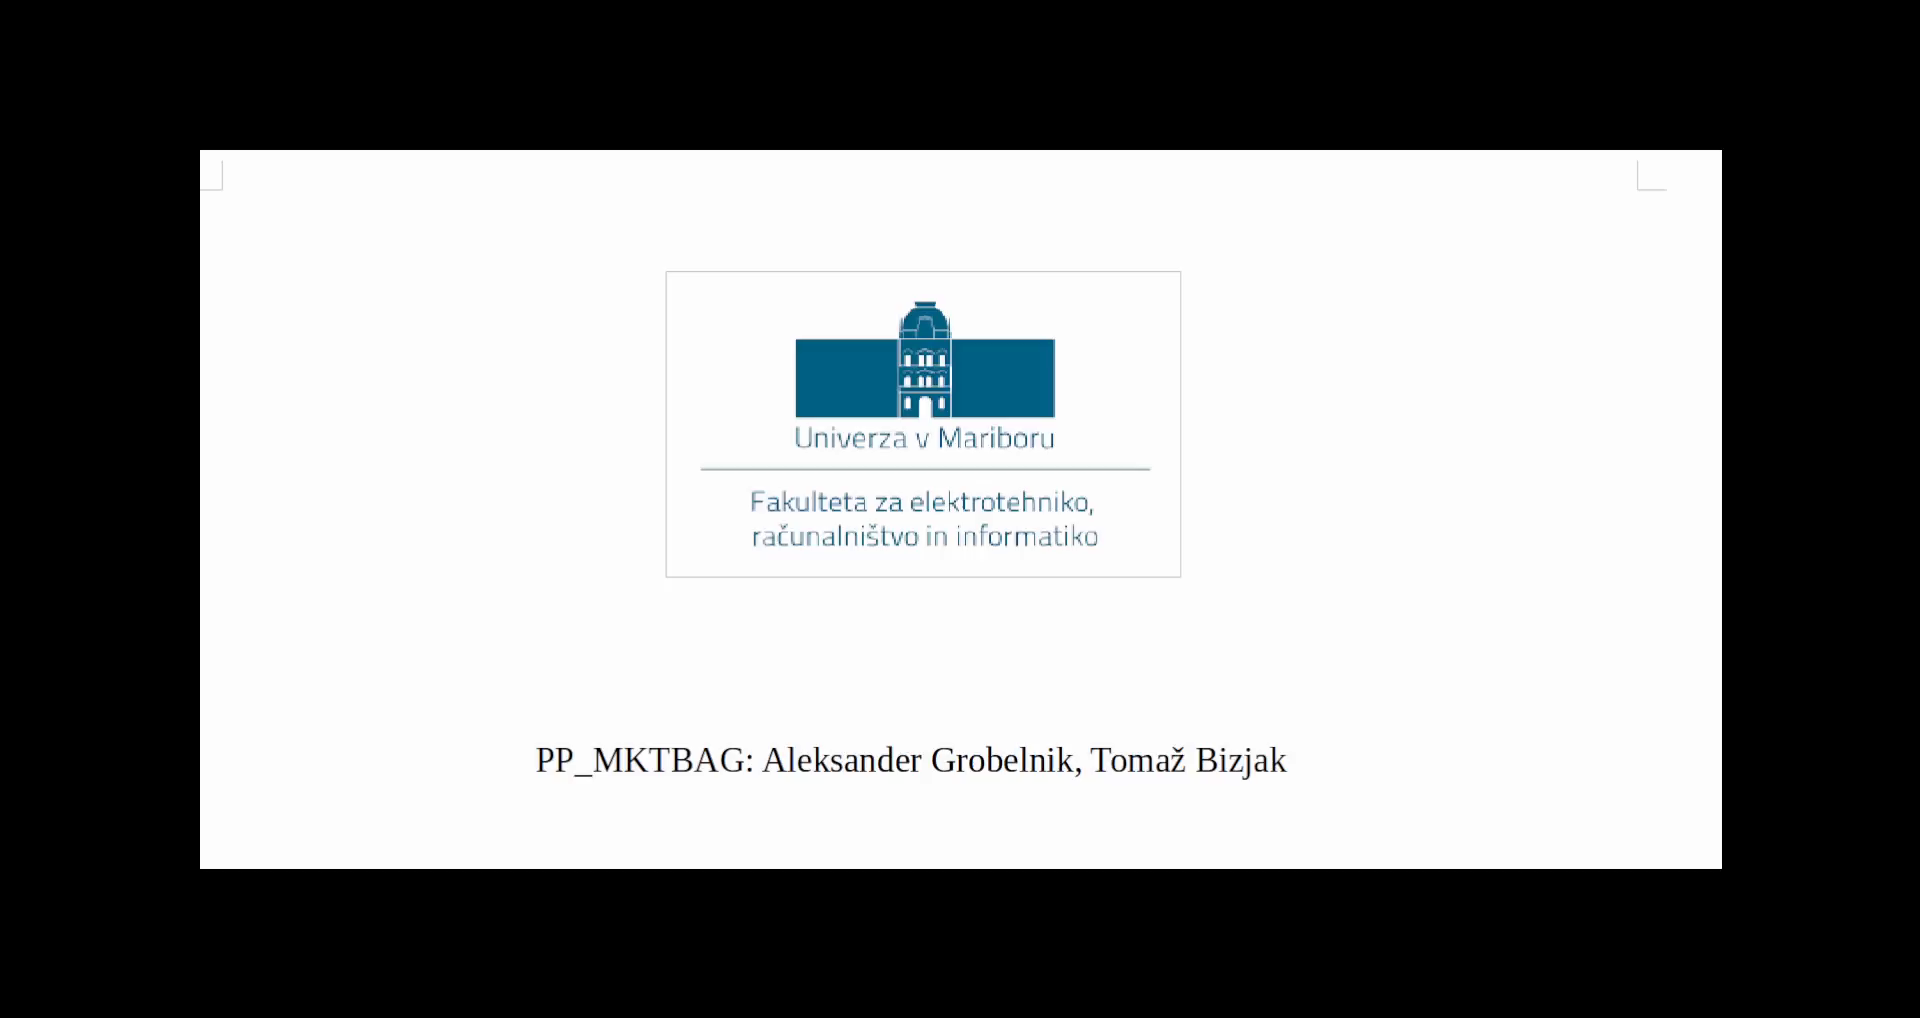 Univerza v Mariboru
Fakulteta za elektrotehniko,
računalništvo in informatiko
PP_MKTBAG: Aleksander Grobelnik, Tomaž Bizjak